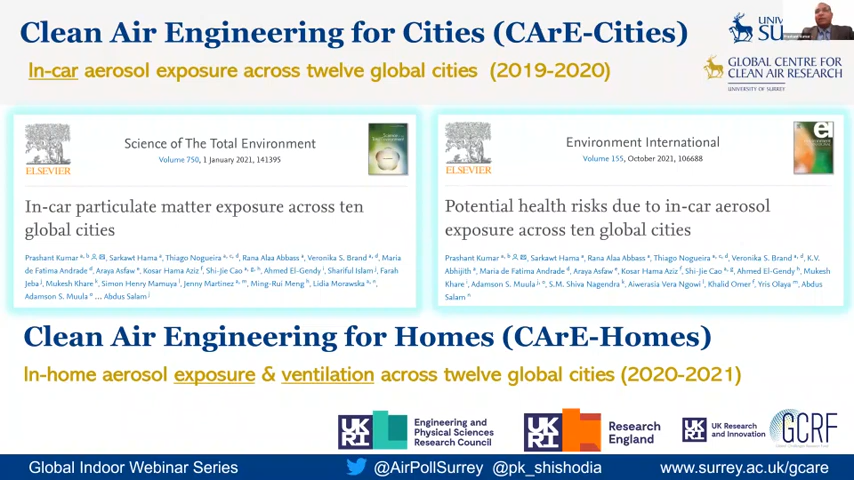 Clean Air Engineering for Cities (CArE-Cities)
In-car aerosol exposure across twelve global cities (2019-2020)
GLOBAL CENTRE FOR
CLEAN AIR RESEARCH
UNIVERSITY OF SURREY
ELSEVIER
Science of The Total Environment
Volume 750, 1 January 2021, 141395
In-car particulate matter exposure across ten
global cities
Prashant Kumar a, b, Sarkawt Hama a, Thiago Nogueira a, c, d, Rana Alaa Abbass a, Veronika S. Brand a, d, Maria
de Fatima Andrade d, Araya Asfaw e, Kosar Hama Aziz f, Shi-Jie Cao a, g, h, Ahmed El-Gendy i, Shariful Islam j, Farah
Jeba j, Mukesh Khare k, Simon Henry Mamuya l, Jenny Martinez a, m, Ming-Rui Meng h, Lidia Morawska a, n,
Adamson S. Muula o ... Abdus Salam j
ELSEVIER
Environment International
Volume 155, October 2021, 106688
ei
Potential health risks due to in-car aerosol
exposure across ten global cities
Prashant Kumar a, b, Sarkawt Hama a, Rana Alaa Abbass a, Thiago Nogueira a, c, d, Veronika S. Brand a, d, K.V.
Abhijith a, Maria de Fatima Andrade d, Araya Asfaw e, Kosar Hama Aziz f, Shi-Jie Cao a, g, Ahmed El-Gendy h, Mukesh
Khare i, Adamson S. Muula j, S.M. Shiva Nagendra k, Aiwerasia Vera Ngowi l, Khalid Omer f, Yris Olaya m, Abdus
Salam n
Clean Air Engineering for Homes (CArE-Homes)
In-home aerosol exposure & ventilation across twelve global cities (2020-2021)
UKRI
Engineering and
Physical Sciences
Research Council
UKRI
Research
England
UKRI
UK Research
and Innovation
GCRF
Global Indoor Webinar Series
@AirPollSurrey @pk_shishodia
www.surrey.ac.uk/gcare